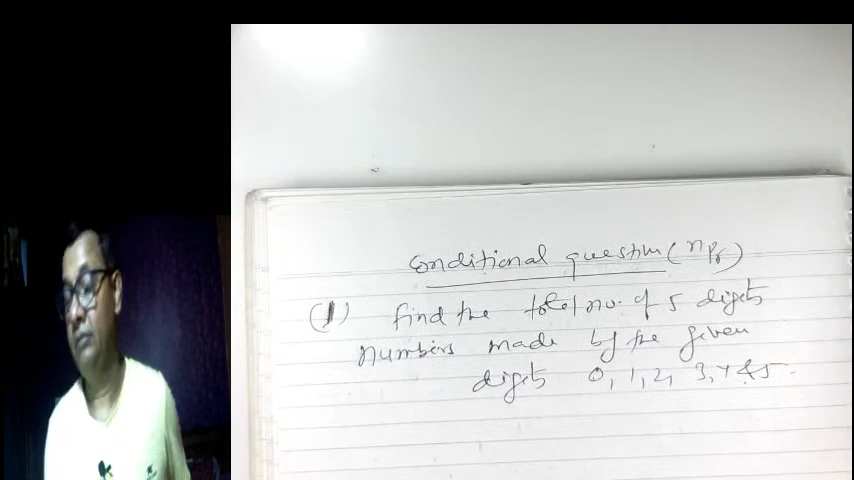 Conditional question (nPr)
(1) find the total no. of 5 digits
numbers made by the given
digits 0, 1, 2, 3, 4 & 5.